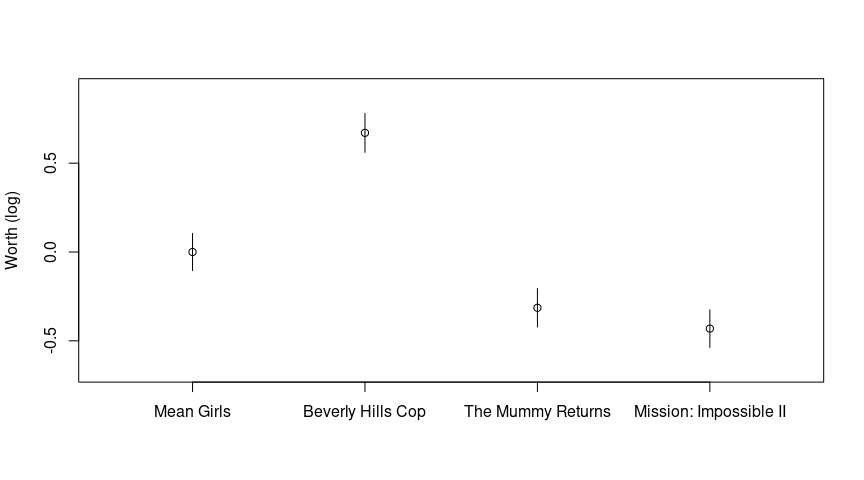 Worth (log)
0.5
0.0
-0.5
Mean Girls
Beverly Hills Cop
The Mummy Returns
Mission: Impossible II